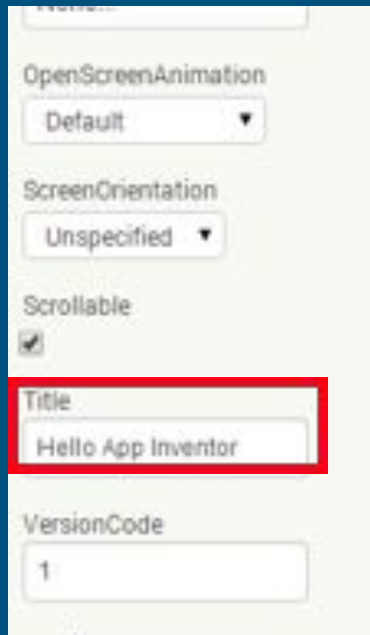 OpenScreenAnimation
Default
ScreenOrientation
Unspecified
Scrollable
Title
Hello App Inventor
VersionCode
1